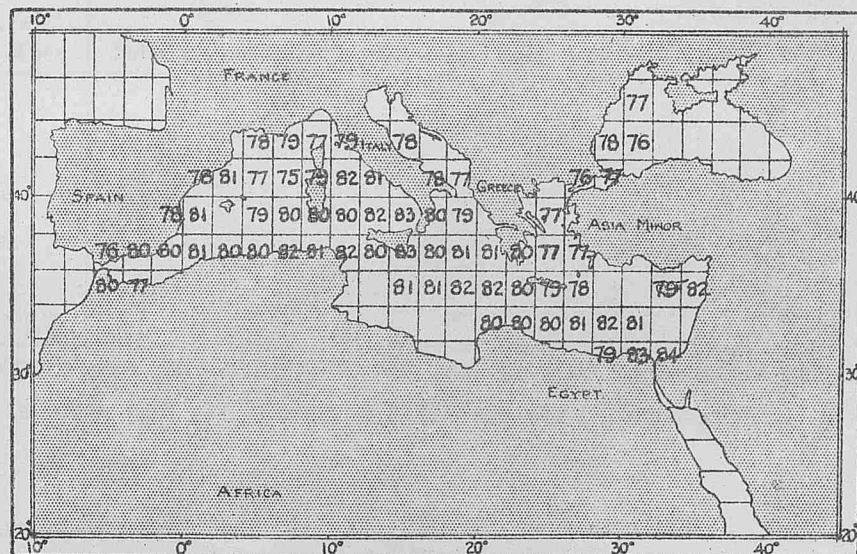 10° 0° 10° 20° 30° 40°
FRANCE
77
78 79 77 79 ITALY 78 78 76
78 81 77 75 79 82 81 78 77 76 77
40° SPAIN GREECE 40°
78 81 79 80 80 80 82 83 80 79 77 ASIA MINOR
76 80 80 81 80 80 82 81 82 80 83 80 81 81 80 77 77
80 77 81 81 82 82 80 79 78 79 82
80 80 80 81 82 81
79 83 84
30° 30°
EGYPT
AFRICA
20° 20°
10° 0° 10° 20° 30° 40°